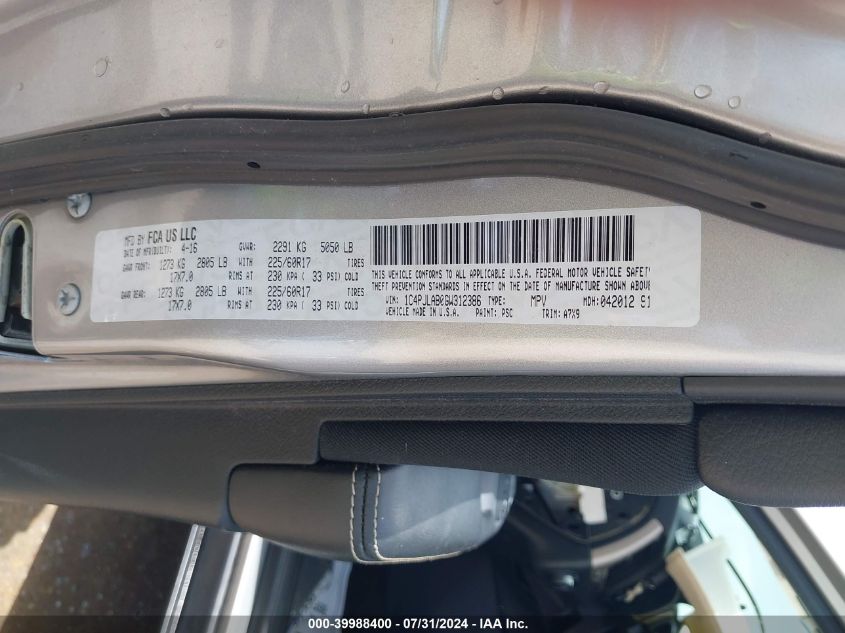 MFD BY FCA US LLC
DATE OF MFR(BUILT): 4-16 GVWR: 2291 KG 5050 LB
GAWR FRONT: 1273 KG 2805 LB WITH 225/60R17 TIRES
17X7.0 RIMS AT 230 KPA ( 33 PSI) COLD
GAWR REAR: 1273 KG 2805 LB WITH 225/60R17 TIRES
17X7.0 RIMS AT 230 KPA ( 33 PSI) COLD
THIS VEHICLE CONFORMS TO ALL APPLICABLE U.S.A. FEDERAL MOTOR VEHICLE SAFETY
THEFT PREVENTION STANDARDS IN EFFECT ON THE DATE OF MANUFACTURE SHOWN ABOVE
VIN: 1C4PJLAB0GW312386 TYPE: MPV MDH: 042012 91
VEHICLE MADE IN U.S.A. PAINT: PSC TRIM: A7X9
000-39988400 - 07/31/2024 - IAA Inc.